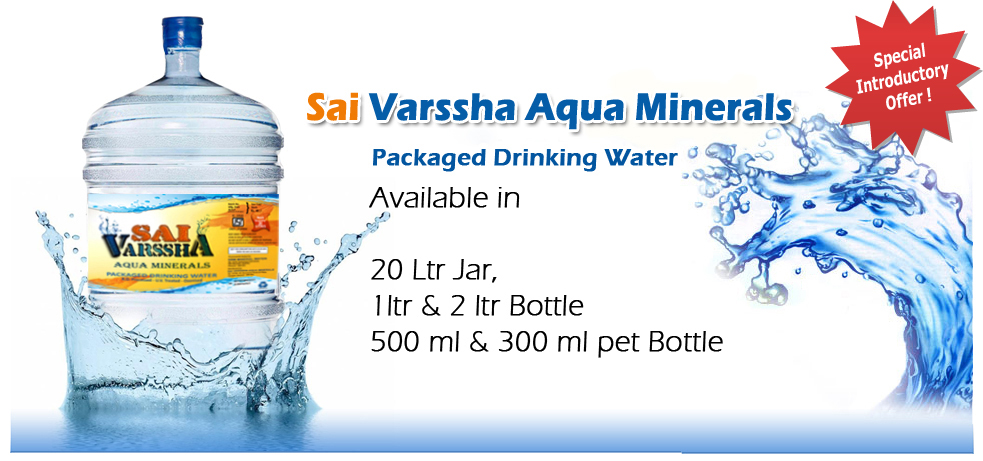 Special
Introductory
Offer !
Sai Varssha Aqua Minerals
Packaged Drinking Water
Available in
20 Ltr Jar,
1ltr & 2 ltr Bottle
500 ml & 300 ml pet Bottle
SAI
VARSSHA
AQUA MINERALS
PACKAGED DRINKING WATER